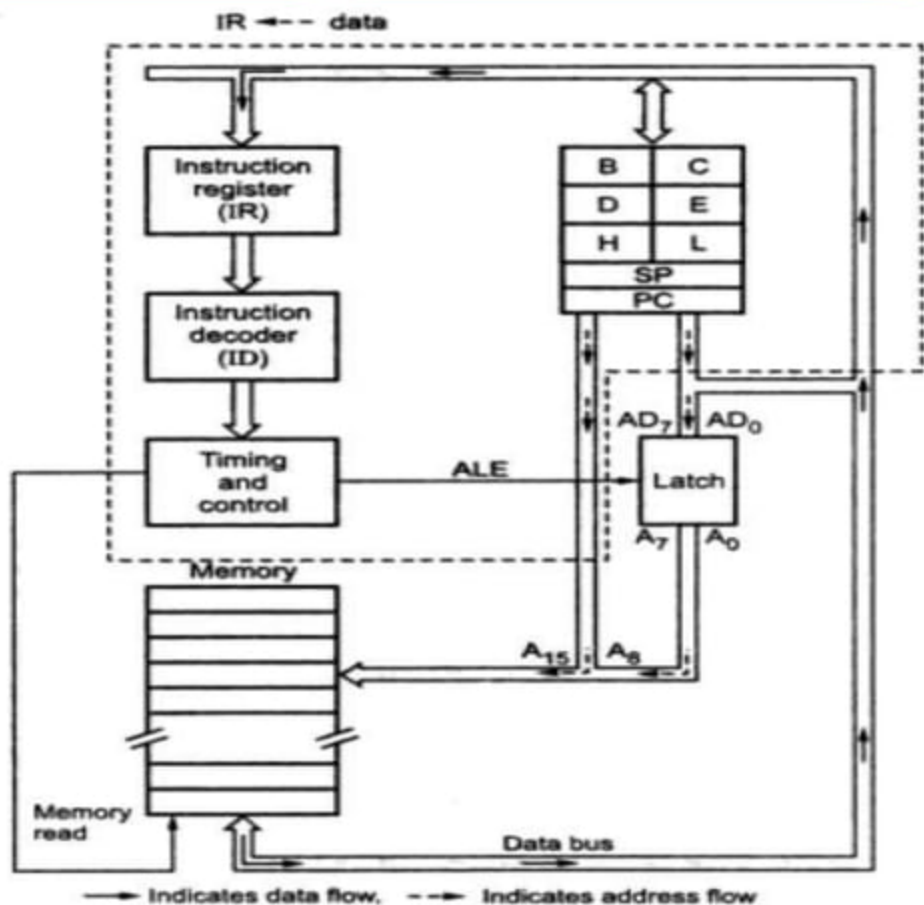 IR ◄--- data
Instruction
register
(IR)
B C
D E
H L
SP
PC
Instruction
decoder
(ID)
AD7 AD0
Timing
and
control
ALE
Latch
A7 A0
Memory
A15 A8
Memory
read
Data bus
—► Indicates data flow, --► Indicates address flow